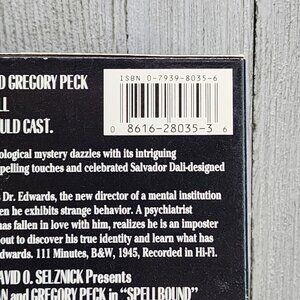 ISBN 0-7939-8035-6
D GREGORY PECK
LL
ULD CAST.
0 8616-28035-3 6
ological mystery dazzles with its intriguing
pelling touches and celebrated Salvador Dali-designed
s Dr. Edwards, the new director of a mental institution
en he exhibits strange behavior. A psychiatrist
has fallen in love with him, realizes he is an imposter
out to discover his true identity and learn what has
dwards. 111 Minutes, B&W, 1945, Recorded in Hi-Fi.
AVID O. SELZNICK Presents
AN and GREGORY PECK in "SPELLBOUND"